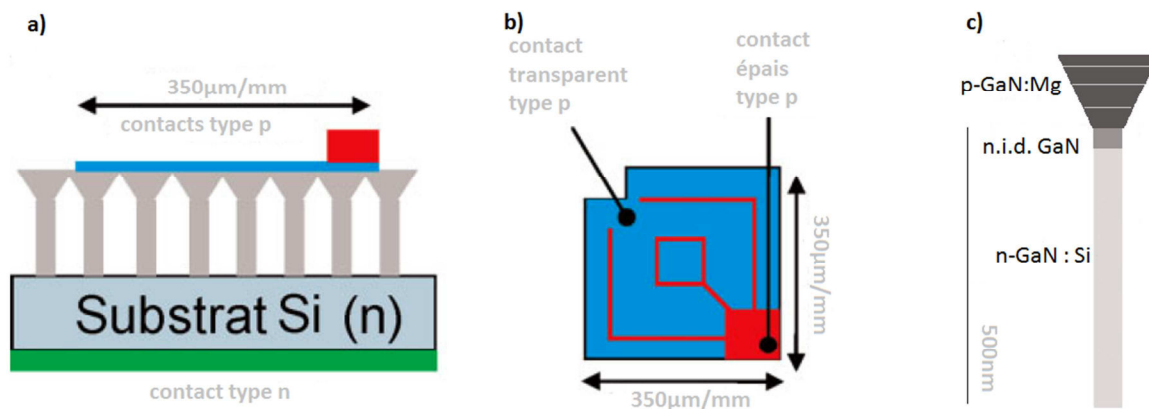 a)
350µm/mm
contacts type p
Substrat Si (n)
contact type n
b)
contact
transparent
type p
contact
épais
type p
350µm/mm
350µm/mm
c)
p-GaN:Mg
n.i.d. GaN
n-GaN : Si
500nm